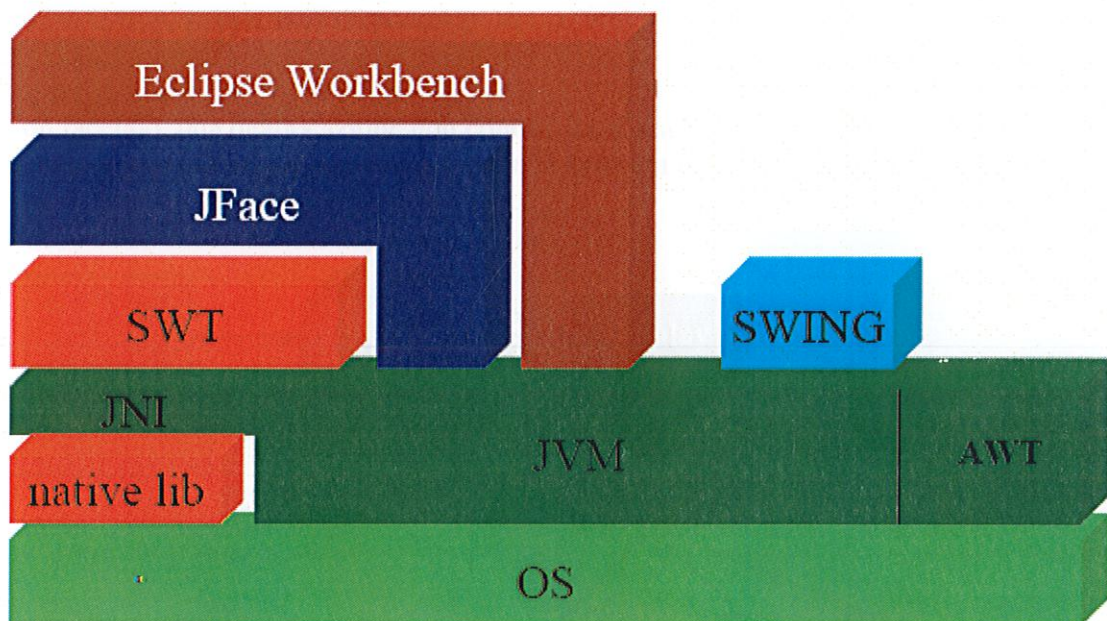 Eclipse Workbench
JFace
SWT
SWING
JNI
JVM
AWT
native lib
OS